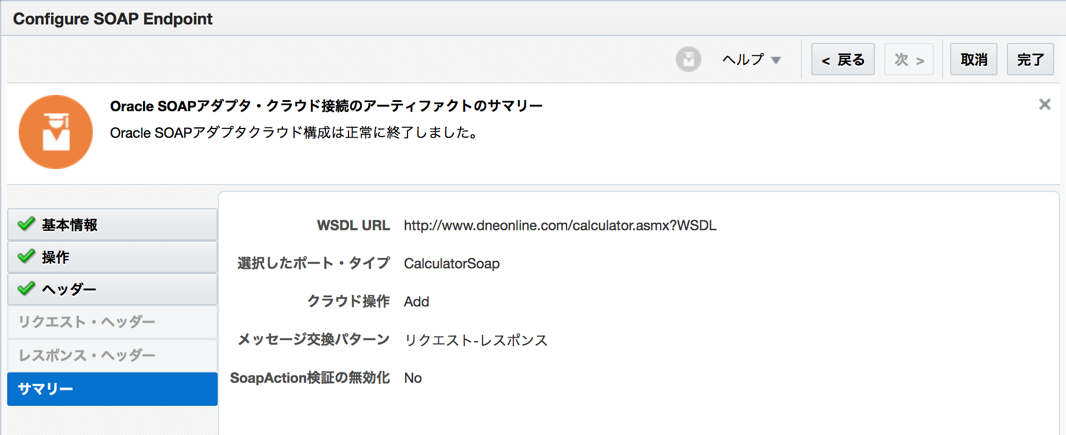 Configure SOAP Endpoint
ヘルプ
< 戻る
次 >
取消
完了
Oracle SOAPアダプタ・クラウド接続のアーティファクトのサマリー
Oracle SOAPアダプタクラウド構成は正常に終了しました。
基本情報
操作
ヘッダー
リクエスト・ヘッダー
レスポンス・ヘッダー
サマリー
WSDL URL http://www.dneonline.com/calculator.asmx?WSDL
選択したポート・タイプ CalculatorSoap
クラウド操作 Add
メッセージ交換パターン リクエスト-レスポンス
SoapAction検証の無効化 No